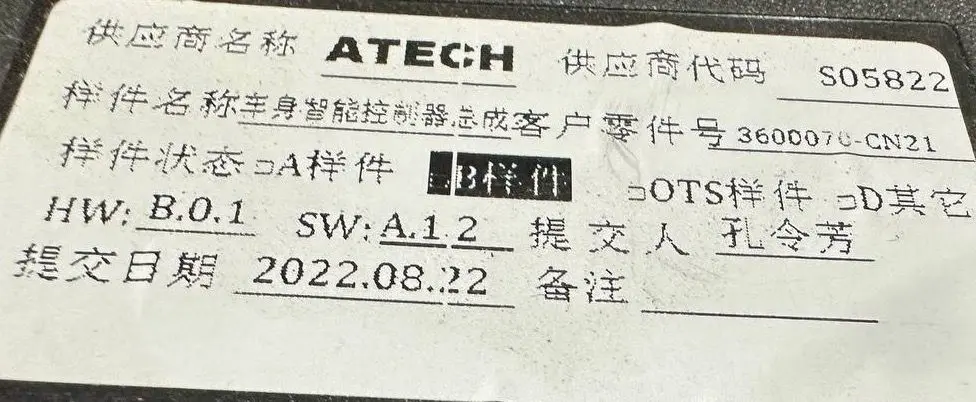 供应商名称 ATECH 供应商代码 S05822
样件名称 车身智能控制器总成 客户零件号 3600070-CN21
样件状态 □A样件 □B样件 □OTS样件 □D其它
HW: B.0.1 SW: A.1.2 提交人 孔令芳
提交日期 2022.08.22 备注